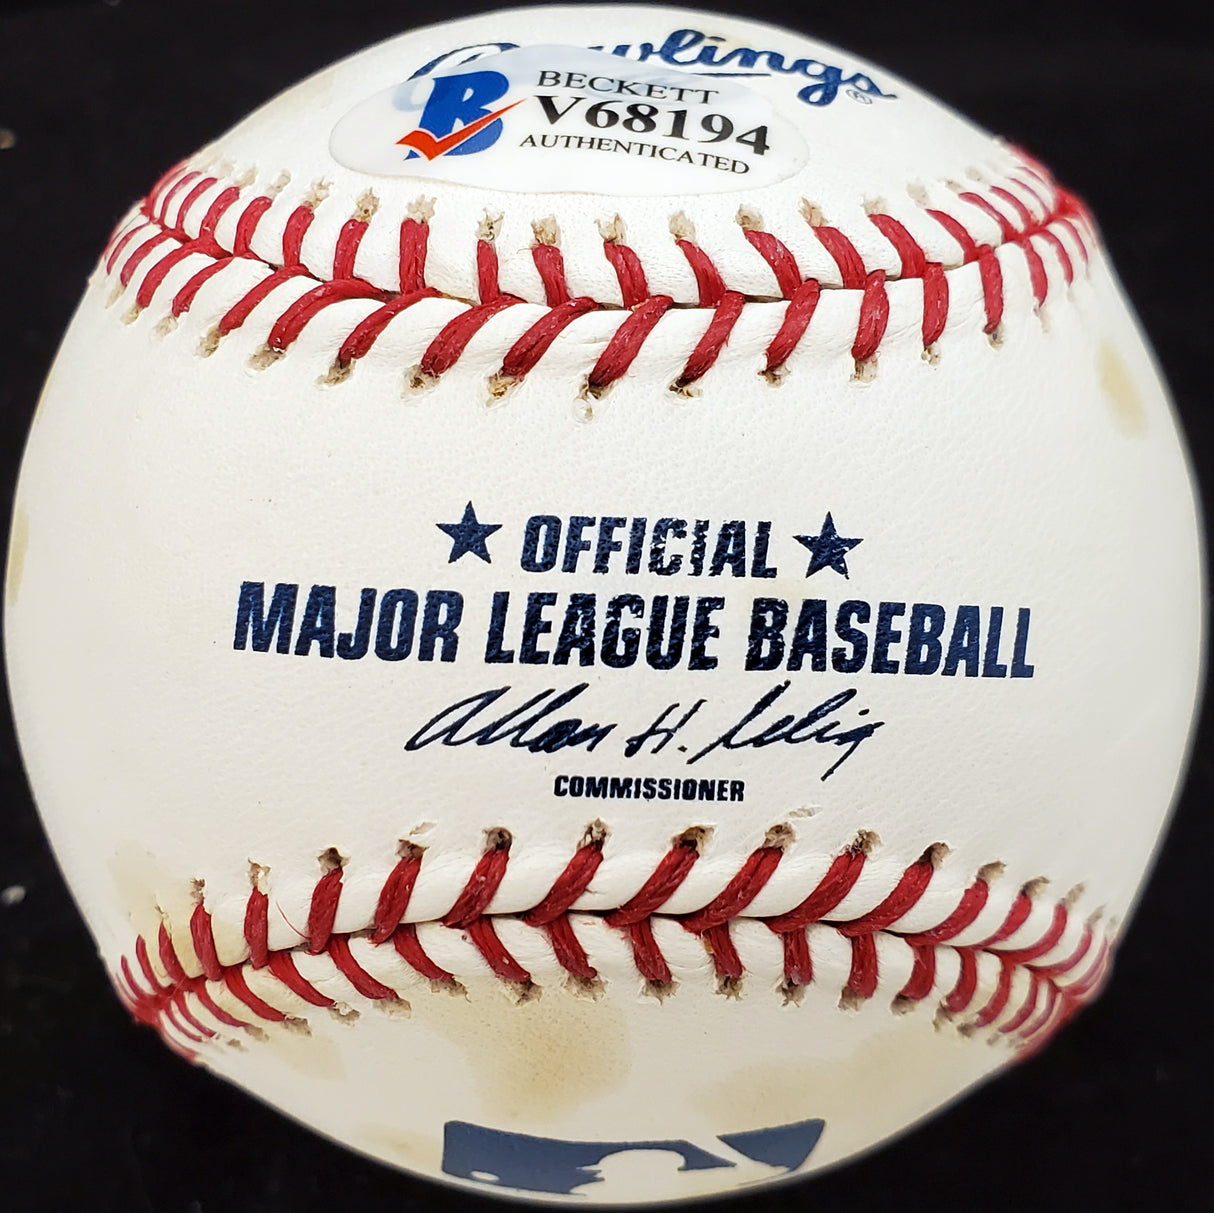 Rawlings®
BECKETT
V68194
AUTHENTICATED
★ OFFICIAL ★
MAJOR LEAGUE BASEBALL
Allan H. Selig
COMMISSIONER